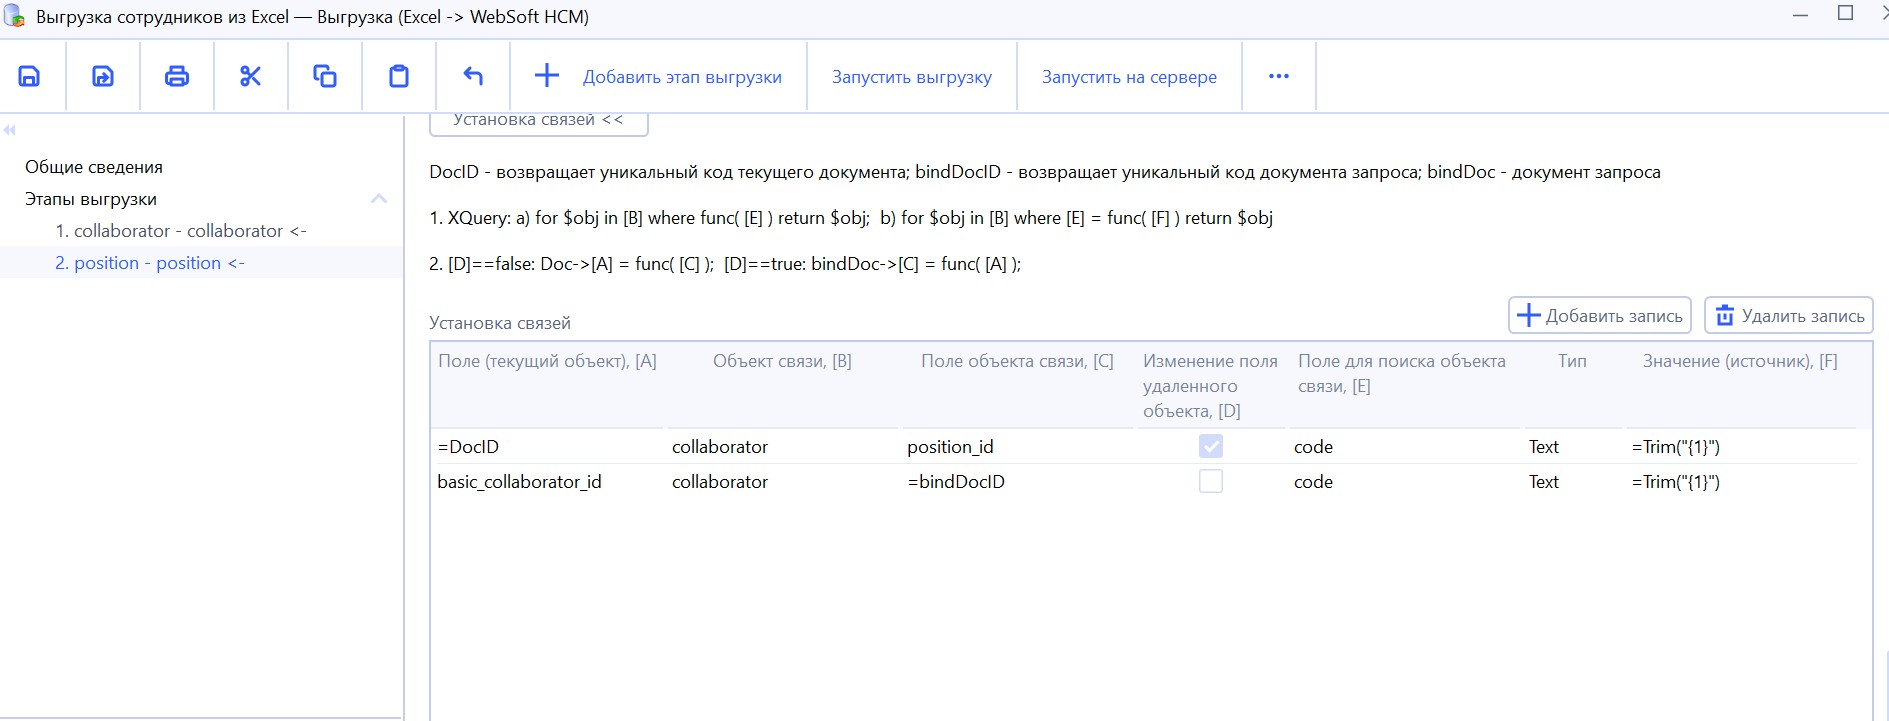 Выгрузка сотрудников из Excel — Выгрузка (Excel -> WebSoft HCM)
Добавить этап выгрузки
Запустить выгрузку
Запустить на сервере
Установка связей <<
Общие сведения
Этапы выгрузки
1. collaborator - collaborator <-
2. position - position <-
DocID - возвращает уникальный код текущего документа; bindDocID - возвращает уникальный код документа запроса; bindDoc - документ запроса
1. XQuery: a) for $obj in [B] where func( [E] ) return $obj;  b) for $obj in [B] where [E] = func( [F] ) return $obj
2. [D]==false: Doc->[A] = func( [C] );  [D]==true: bindDoc->[C] = func( [A] );
Установка связей
Добавить запись
Удалить запись
Поле (текущий объект), [A]
Объект связи, [B]
Поле объекта связи, [C]
Изменение поля
удаленного
объекта, [D]
Поле для поиска объекта
связи, [E]
Тип
Значение (источник), [F]
=DocID collaborator position_id code Text =Trim("{1}")
basic_collaborator_id collaborator =bindDocID code Text =Trim("{1}")